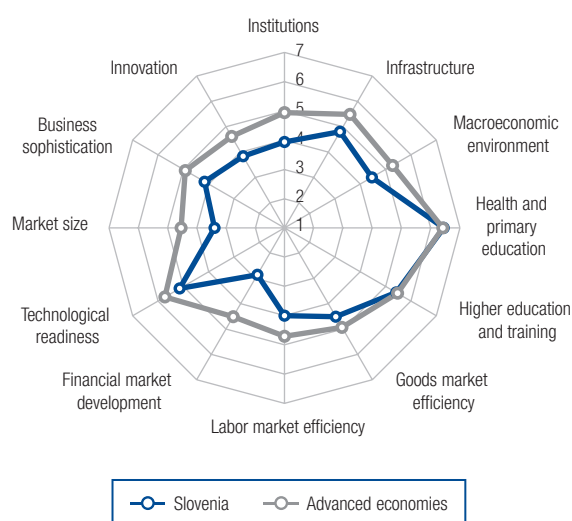 Institutions
7
6
5
4
3
2
1
Infrastructure
Macroeconomic
environment
Health and
primary
education
Higher education
and training
Goods market
efficiency
Labor market efficiency
Financial market
development
Technological
readiness
Market size
Business
sophistication
Innovation
Slovenia
Advanced economies